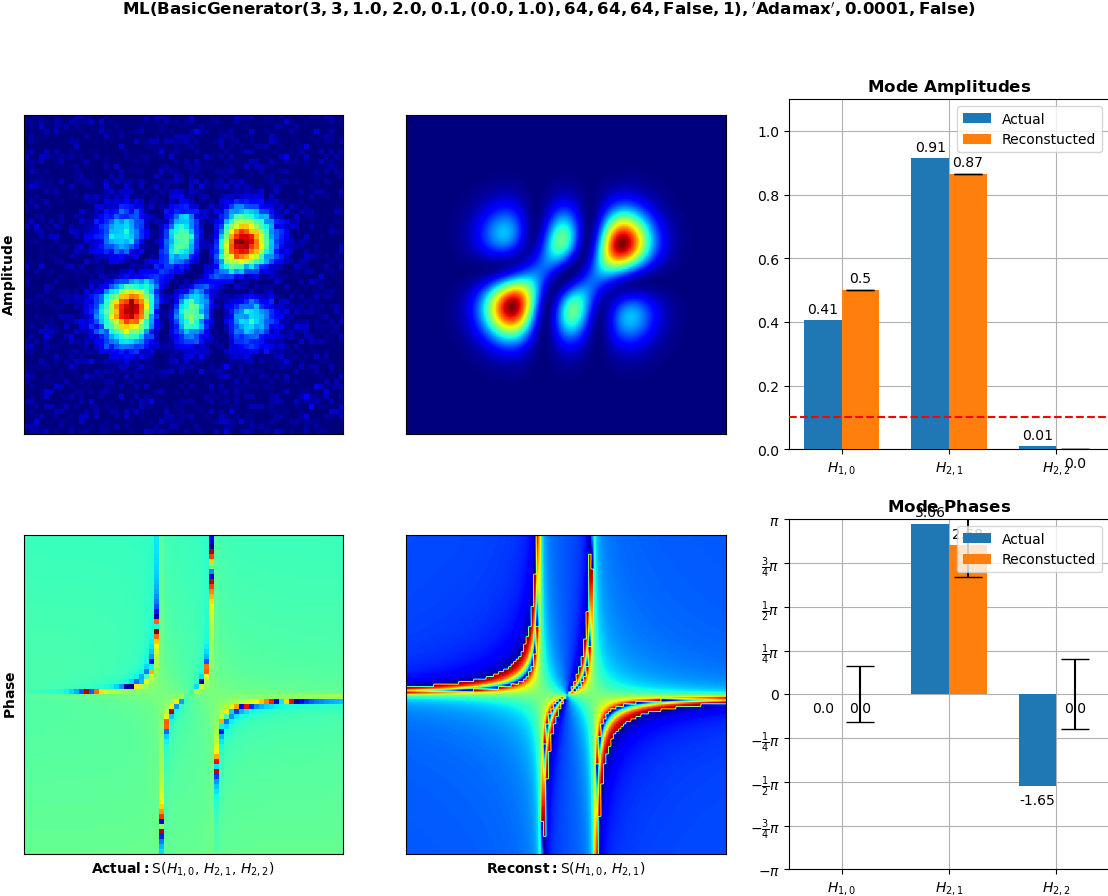 ML(BasicGenerator(3, 3, 1.0, 2.0, 0.1, (0.0, 1.0), 64, 64, 64, False, 1), ′Adamax′, 0.0001, False)
Mode Amplitudes
Actual
Reconstucted
1.0
0.8
0.6
0.4
0.2
0.0
0.41
0.5
0.91
0.87
0.01
0.0
H1, 0
H2, 1
H2, 2
Amplitude
Mode Phases
Actual
Reconstucted
π
3/4π
1/2π
1/4π
0
−1/4π
−1/2π
−3/4π
−π
0.0
0.0
3.06
-1.65
0.0
H1, 0
H2, 1
H2, 2
Phase
Actual: S(H1, 0, H2, 1, H2, 2)
Reconst: S(H1, 0, H2, 1)